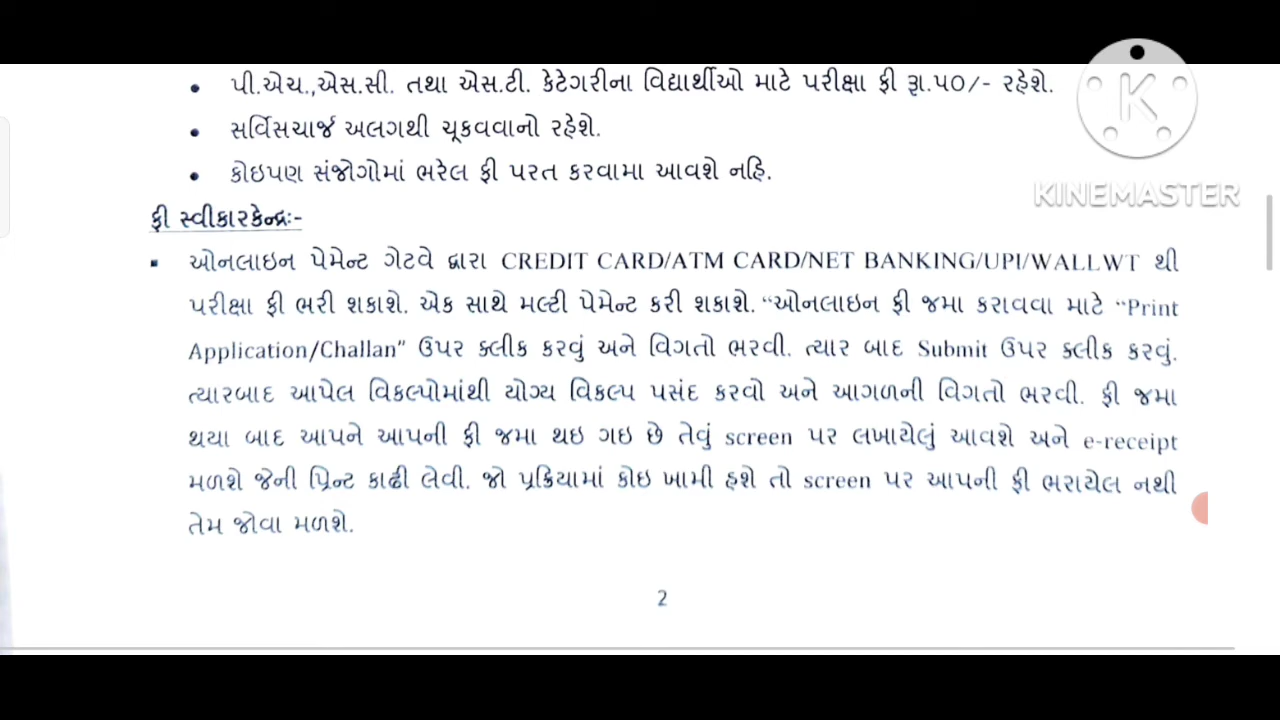 • પી.એચ.,એસ.સી. તથા એસ.ટી. કેટેગરીના વિદ્યાર્થીઓ માટે પરીક્ષા ફી રૂા.૫૦/- રહેશે.
• સર્વિસચાર્જ અલગથી ચૂકવવાનો રહેશે.
• કોઇપણ સંજોગોમાં ભરેલ ફી પરત કરવામા આવશે નહિ.
KINEMASTER
ફી સ્વીકારકેન્દ્રઃ-
▪ ઓનલાઇન પેમેન્ટ ગેટવે દ્વારા CREDIT CARD/ATM CARD/NET BANKING/UPI/WALLWT થી
પરીક્ષા ફી ભરી શકાશે. એક સાથે મલ્ટી પેમેન્ટ કરી શકાશે. “ઓનલાઇન ફી જમા કરાવવા માટે “Print
Application/Challan” ઉપર ક્લીક કરવું અને વિગતો ભરવી. ત્યાર બાદ Submit ઉપર ક્લીક કરવું.
ત્યારબાદ આપેલ વિકલ્પોમાંથી યોગ્ય વિકલ્પ પસંદ કરવો અને આગળની વિગતો ભરવી. ફી જમા
થયા બાદ આપને આપની ફી જમા થઇ ગઇ છે તેવું screen પર લખાયેલું આવશે અને e-receipt
મળશે જેની પ્રિન્ટ કાઢી લેવી. જો પ્રક્રિયામાં કોઇ ખામી હશે તો screen પર આપની ફી ભરાયેલ નથી
તેમ જોવા મળશે.
2